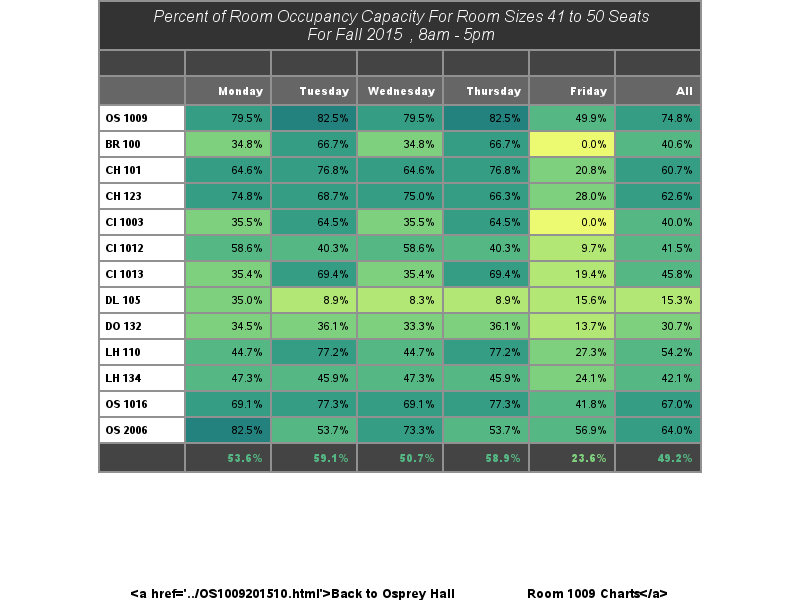 Percent of Room Occupancy Capacity For Room Sizes 41 to 50 Seats
For Fall 2015 , 8am - 5pm
Monday Tuesday Wednesday Thursday Friday All
OS 1009 79.5% 82.5% 79.5% 82.5% 49.9% 74.8%
BR 100 34.8% 66.7% 34.8% 66.7% 0.0% 40.6%
CH 101 64.6% 76.8% 64.6% 76.8% 20.8% 60.7%
CH 123 74.8% 68.7% 75.0% 66.3% 28.0% 62.6%
CI 1003 35.5% 64.5% 35.5% 64.5% 0.0% 40.0%
CI 1012 58.6% 40.3% 58.6% 40.3% 9.7% 41.5%
CI 1013 35.4% 69.4% 35.4% 69.4% 19.4% 45.8%
DL 105 35.0% 8.9% 8.3% 8.9% 15.6% 15.3%
DO 132 34.5% 36.1% 33.3% 36.1% 13.7% 30.7%
LH 110 44.7% 77.2% 44.7% 77.2% 27.3% 54.2%
LH 134 47.3% 45.9% 47.3% 45.9% 24.1% 42.1%
OS 1016 69.1% 77.3% 69.1% 77.3% 41.8% 67.0%
OS 2006 82.5% 53.7% 73.3% 53.7% 56.9% 64.0%
53.6% 59.1% 50.7% 58.9% 23.6% 49.2%
<a href='../OS1009201510.html'>Back to Osprey Hall Room 1009 Charts</a>